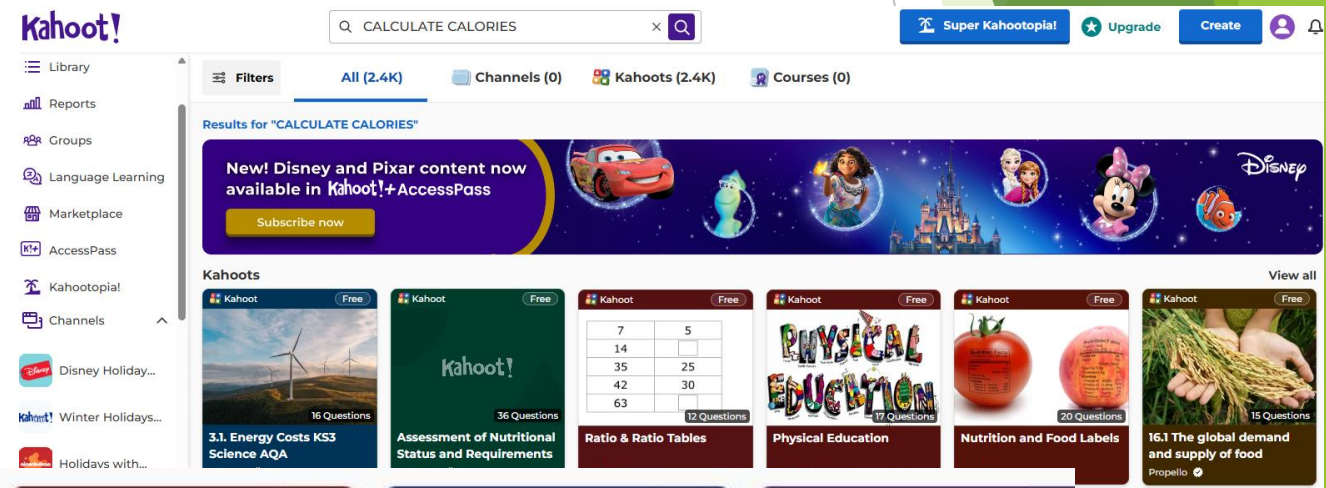 Kahoot!
CALCULATE CALORIES
Super Kahootopia!
Upgrade
Create
Library
Reports
Groups
Language Learning
Marketplace
AccessPass
Kahootopia!
Channels
Disney Holiday...
Winter Holidays...
Holidays with...
Filters
All (2.4K)
Channels (0)
Kahoots (2.4K)
Courses (0)
Results for "CALCULATE CALORIES"
New! Disney and Pixar content now
available in Kahoot!+AccessPass
Subscribe now
Disney
Kahoots
View all
Kahoot Free
16 Questions
3.1. Energy Costs KS3
Science AQA
Kahoot Free
Kahoot!
36 Questions
Assessment of Nutritional
Status and Requirements
Kahoot Free
7 5
14
35 25
42 30
63
12 Questions
Ratio & Ratio Tables
Kahoot Free
PHYSICAL
EDUCATION
17 Questions
Physical Education
Kahoot Free
Nutrition Facts
Nutrition Facts
20 Questions
Nutrition and Food Labels
Kahoot Free
15 Questions
16.1 The global demand
and supply of food
Propello